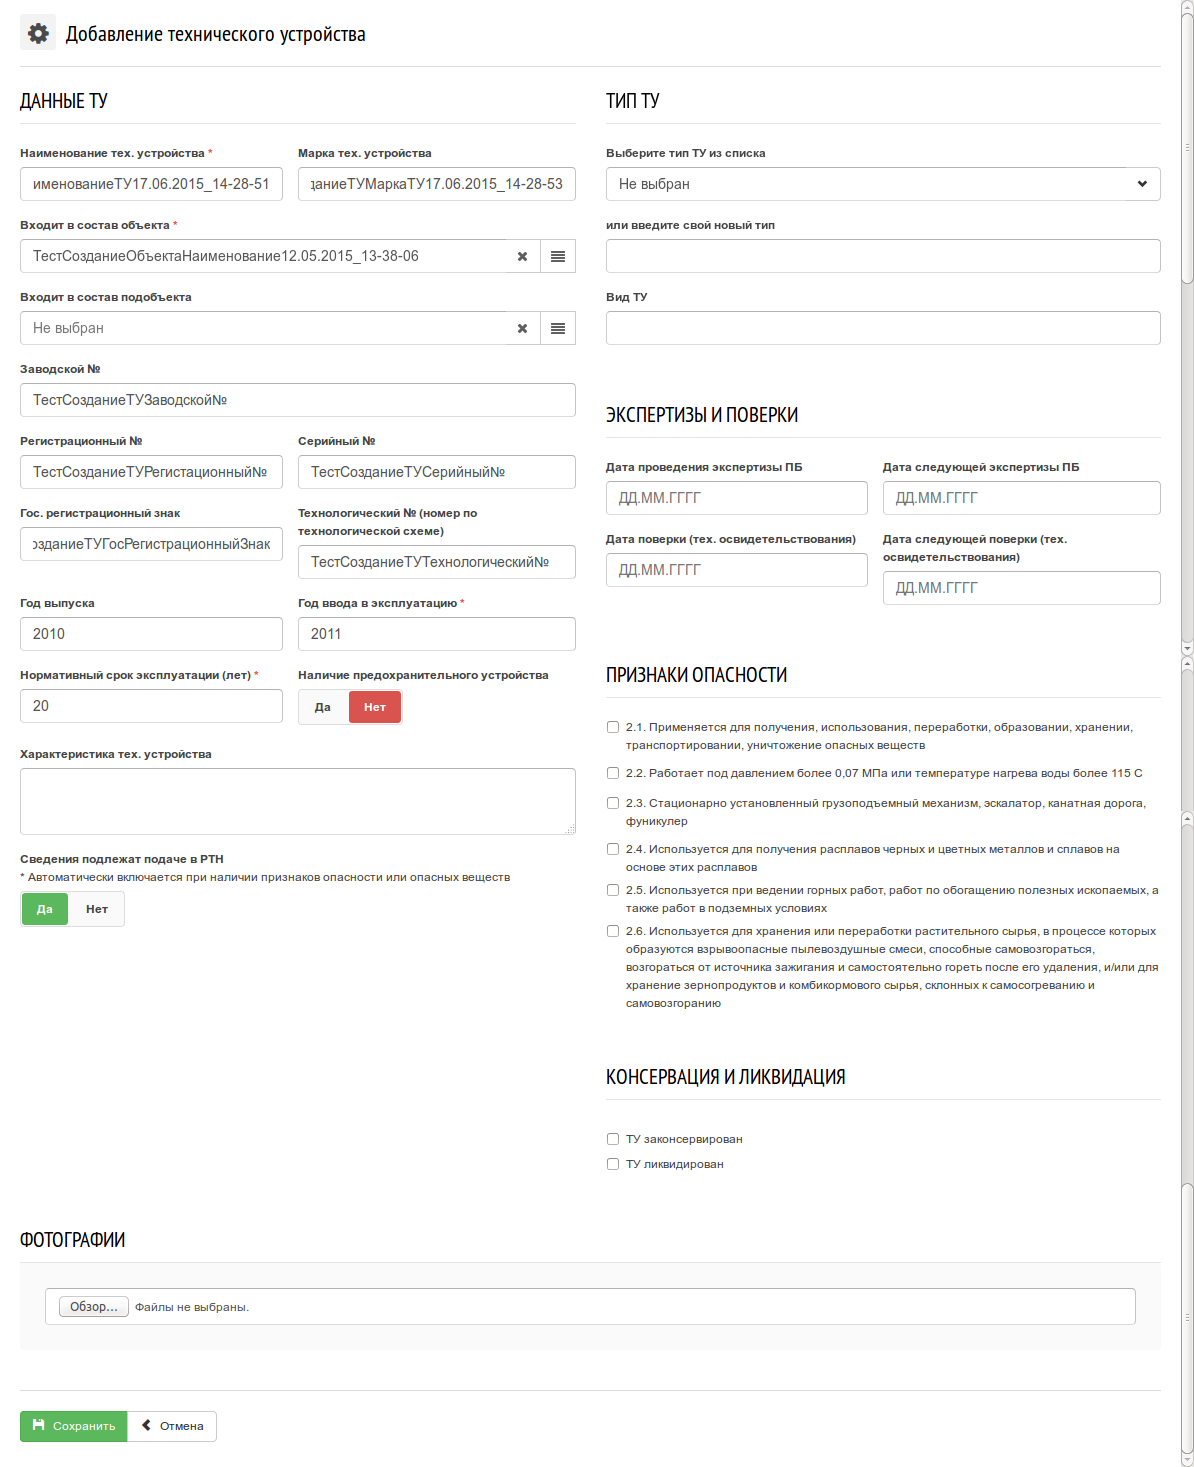 Добавление технического устройства
ДАННЫЕ ТУ
Наименование тех. устройства *
Марка тех. устройства
именованиеТУ17.06.2015_14-28-51
даниеТУМаркаТУ17.06.2015_14-28-53
Входит в состав объекта *
ТестСозданиеОбъектаНаименование12.05.2015_13-38-06
Входит в состав подобъекта
Не выбран
Заводской №
ТестСозданиеТУЗаводской№
Регистрационный №
Серийный №
ТестСозданиеТУРегистационный№
ТестСозданиеТУСерийный№
Гос. регистрационный знак
Технологический № (номер по
технологической схеме)
озданиеТУГосРегистрационныйЗнак
ТестСозданиеТУТехнологический№
Год выпуска
Год ввода в эксплуатацию *
2010
2011
Нормативный срок эксплуатации (лет) *
Наличие предохранительного устройства
20
Да
Нет
Характеристика тех. устройства
Сведения подлежат подаче в РТН
* Автоматически включается при наличии признаков опасности или опасных веществ
Да
Нет
ТИП ТУ
Выберите тип ТУ из списка
Не выбран
или введите свой новый тип
Вид ТУ
ЭКСПЕРТИЗЫ И ПОВЕРКИ
Дата проведения экспертизы ПБ
Дата следующей экспертизы ПБ
ДД.ММ.ГГГГ
ДД.ММ.ГГГГ
Дата поверки (тех. освидетельствования)
Дата следующей поверки (тех.
освидетельствования)
ДД.ММ.ГГГГ
ДД.ММ.ГГГГ
ПРИЗНАКИ ОПАСНОСТИ
2.1. Применяется для получения, использования, переработки, образовании, хранении,
транспортировании, уничтожение опасных веществ
2.2. Работает под давлением более 0,07 МПа или температуре нагрева воды более 115 С
2.3. Стационарно установленный грузоподъемный механизм, эскалатор, канатная дорога,
фуникулер
2.4. Используется для получения расплавов черных и цветных металлов и сплавов на
основе этих расплавов
2.5. Используется при ведении горных работ, работ по обогащению полезных ископаемых, а
также работ в подземных условиях
2.6. Используется для хранения или переработки растительного сырья, в процессе которых
образуются взрывоопасные пылевоздушные смеси, способные самовозгораться,
возгораться от источника зажигания и самостоятельно гореть после его удаления, и/или для
хранение зернопродуктов и комбикормового сырья, склонных к самосогреванию и
самовозгоранию
КОНСЕРВАЦИЯ И ЛИКВИДАЦИЯ
ТУ законсервирован
ТУ ликвидирован
ФОТОГРАФИИ
Обзор... Файлы не выбраны.
Сохранить
Отмена